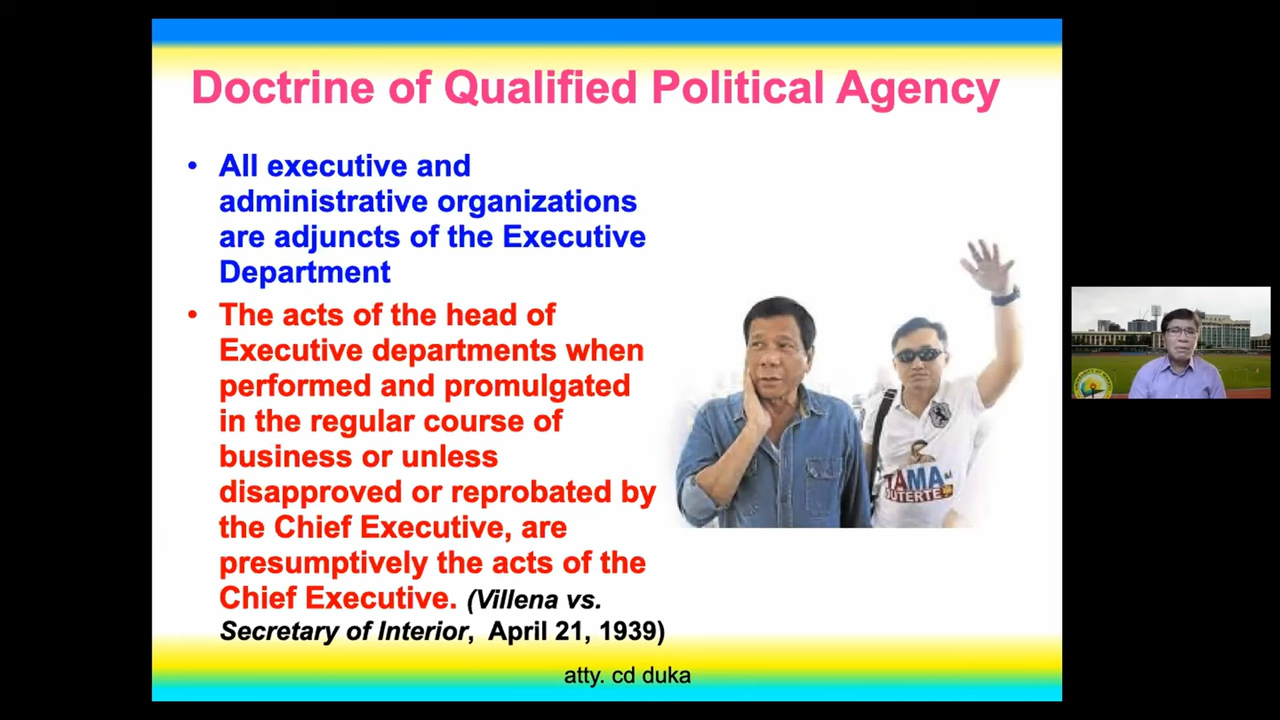 Doctrine of Qualified Political Agency
• All executive and
administrative organizations
are adjuncts of the Executive
Department
• The acts of the head of
Executive departments when
performed and promulgated
in the regular course of
business or unless
disapproved or reprobated by
the Chief Executive, are
presumptively the acts of the
Chief Executive. (Villena vs.
Secretary of Interior, April 21, 1939)
TAMA
DUTERTE
atty. cd duka